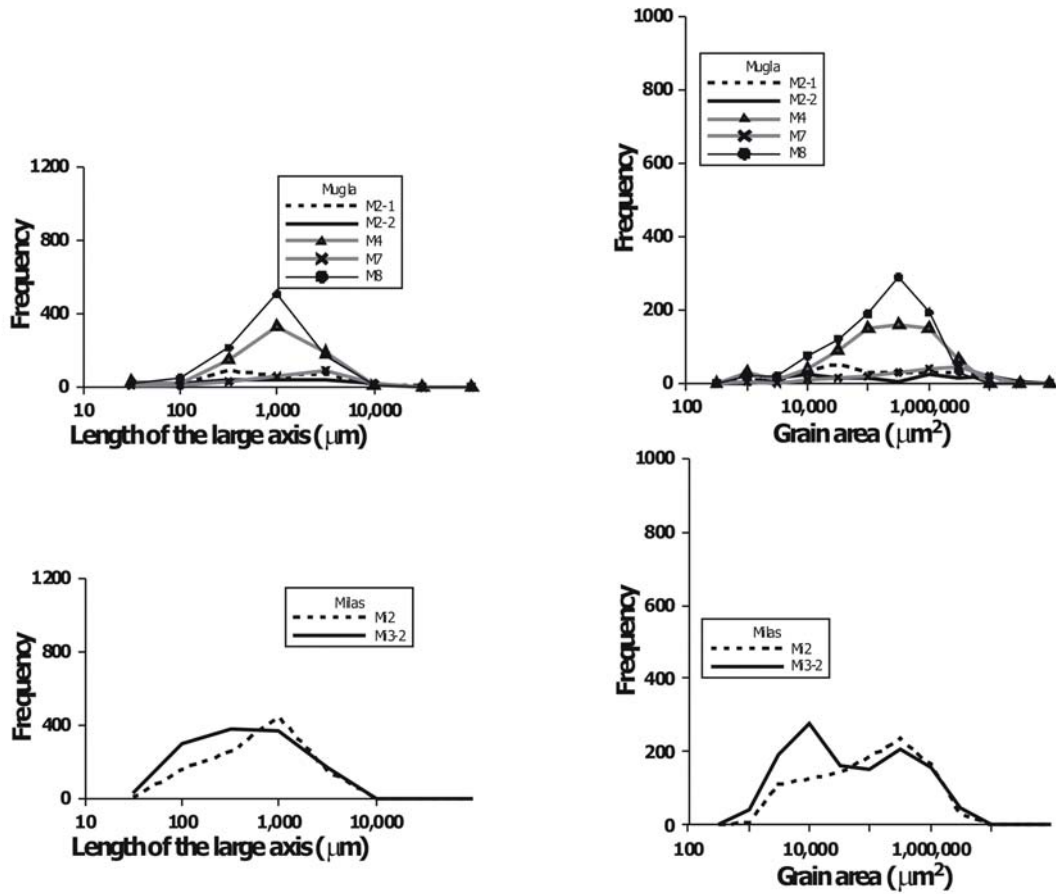 1200
800
400
0
Frequency
Mugla
M2-1
M2-2
M4
M7
M8
10
100
1,000
10,000
Length of the large axis (μm)
1000
800
600
400
200
0
Frequency
Mugla
M2-1
M2-2
M4
M7
M8
100
10,000
1,000,000
Grain area (μm²)
1200
800
400
0
Frequency
Milas
Mi2
Mi3-2
10
100
1,000
10,000
Length of the large axis (μm)
1000
800
600
400
200
0
Frequency
Milas
Mi2
Mi3-2
100
10,000
1,000,000
Grain area (μm²)